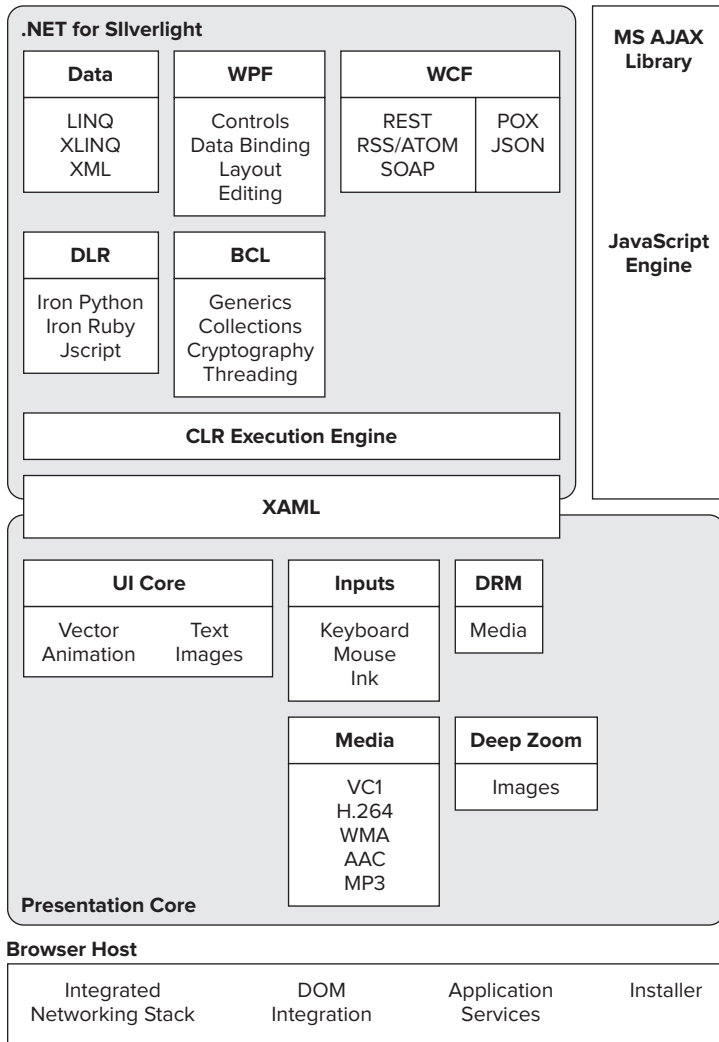 .NET for SIlverlight
Data
LINQ
XLINQ
XML
WPF
Controls
Data Binding
Layout
Editing
WCF
REST
RSS/ATOM
SOAP
POX
JSON
DLR
Iron Python
Iron Ruby
Jscript
BCL
Generics
Collections
Cryptography
Threading
CLR Execution Engine
MS AJAX
Library
JavaScript
Engine
XAML
UI Core
Vector
Animation
Text
Images
Inputs
Keyboard
Mouse
Ink
DRM
Media
Media
VC1
H.264
WMA
AAC
MP3
Deep Zoom
Images
Presentation Core
Browser Host
Integrated
Networking Stack
DOM
Integration
Application
Services
Installer